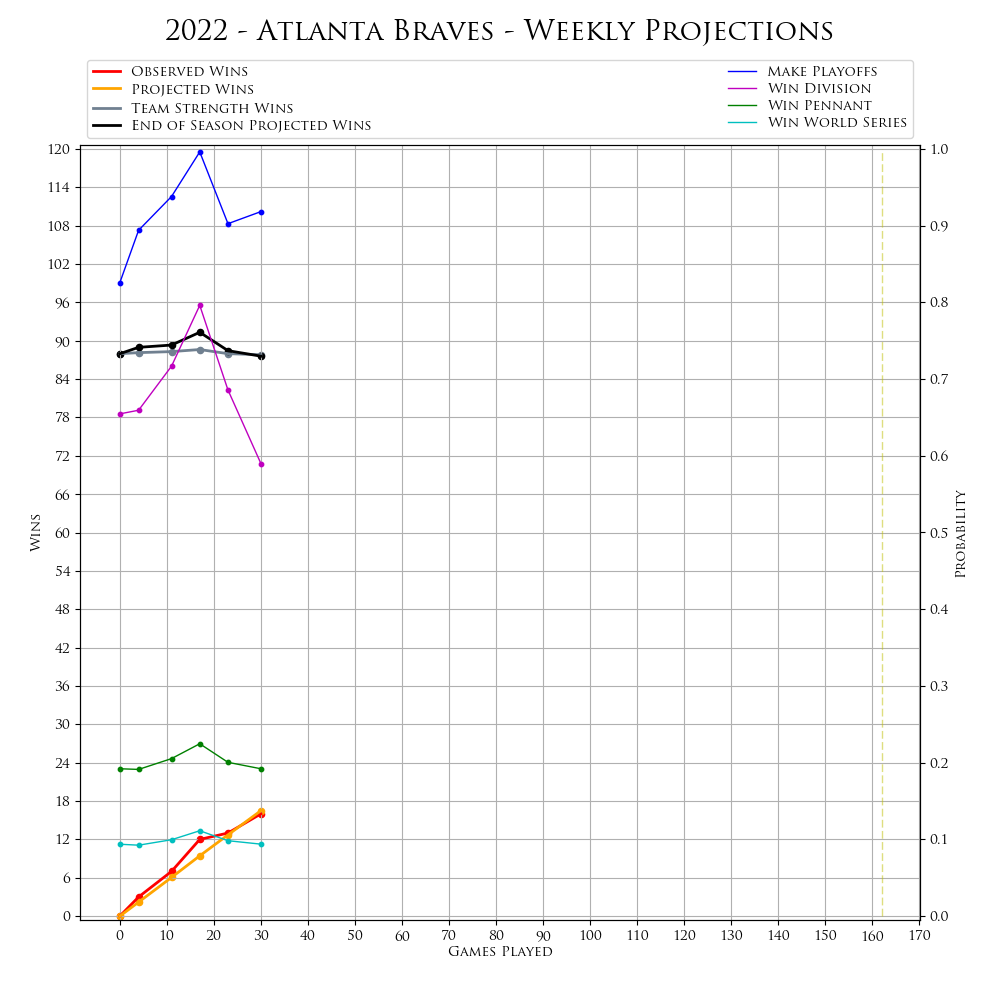 2022 - Atlanta Braves - Weekly Projections
Observed Wins
Projected Wins
Team Strength Wins
End of Season Projected Wins
Make Playoffs
Win Division
Win Pennant
Win World Series
120
114
108
102
96
90
84
78
72
66
60
54
48
42
36
30
24
18
12
6
0
Wins
1.0
0.9
0.8
0.7
0.6
0.5
0.4
0.3
0.2
0.1
0.0
Probability
0 10 20 30 40 50 60 70 80 90 100 110 120 130 140 150 160 170
Games Played